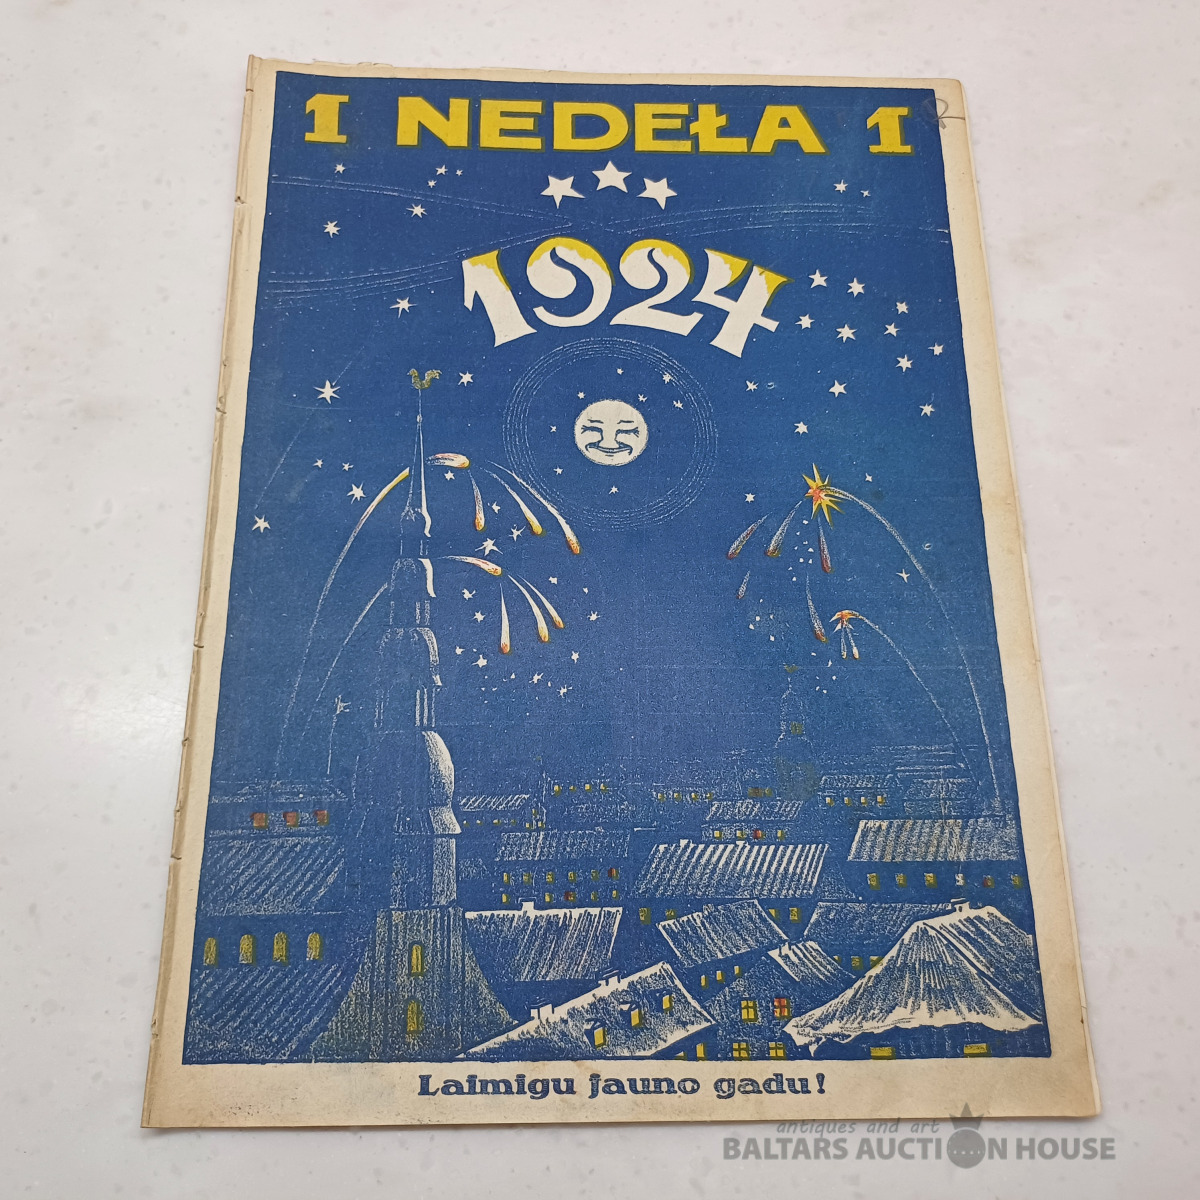 1 NEDEŁA 1
1924
Laimigu jauno gadu!
antiques and art
BALTARS AUCTION HOUSE